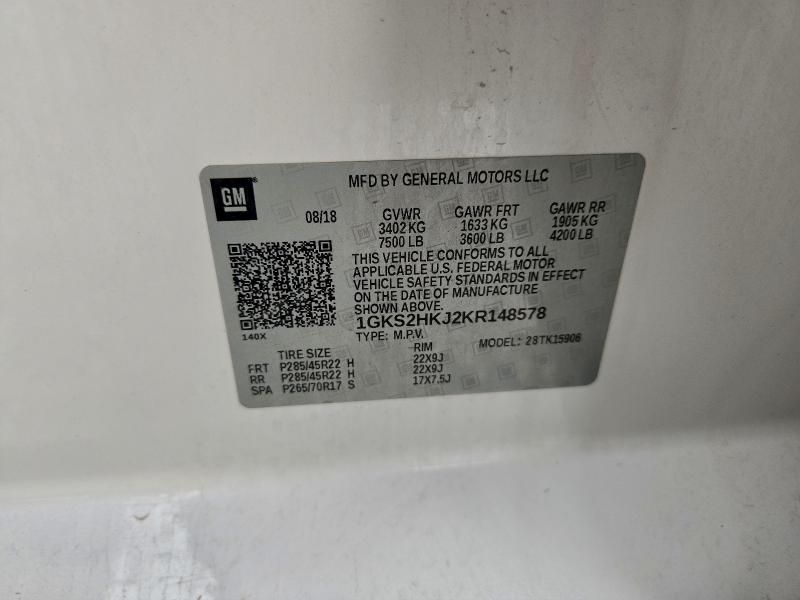 GM
MFD BY GENERAL MOTORS LLC
08/18 GVWR GAWR FRT GAWR RR
3402 KG 1633 KG 1905 KG
7500 LB 3600 LB 4200 LB
THIS VEHICLE CONFORMS TO ALL
APPLICABLE U.S. FEDERAL MOTOR
VEHICLE SAFETY STANDARDS IN EFFECT
ON THE DATE OF MANUFACTURE
SHOWN ABOVE.
1GKS2HKJ2KR148578
140X
TYPE: M.P.V. MODEL: 28TK15906
TIRE SIZE RIM
FRT P285/45R22 H 22X9J
RR P285/45R22 H 22X9J
SPA P265/70R17 S 17X7.5J